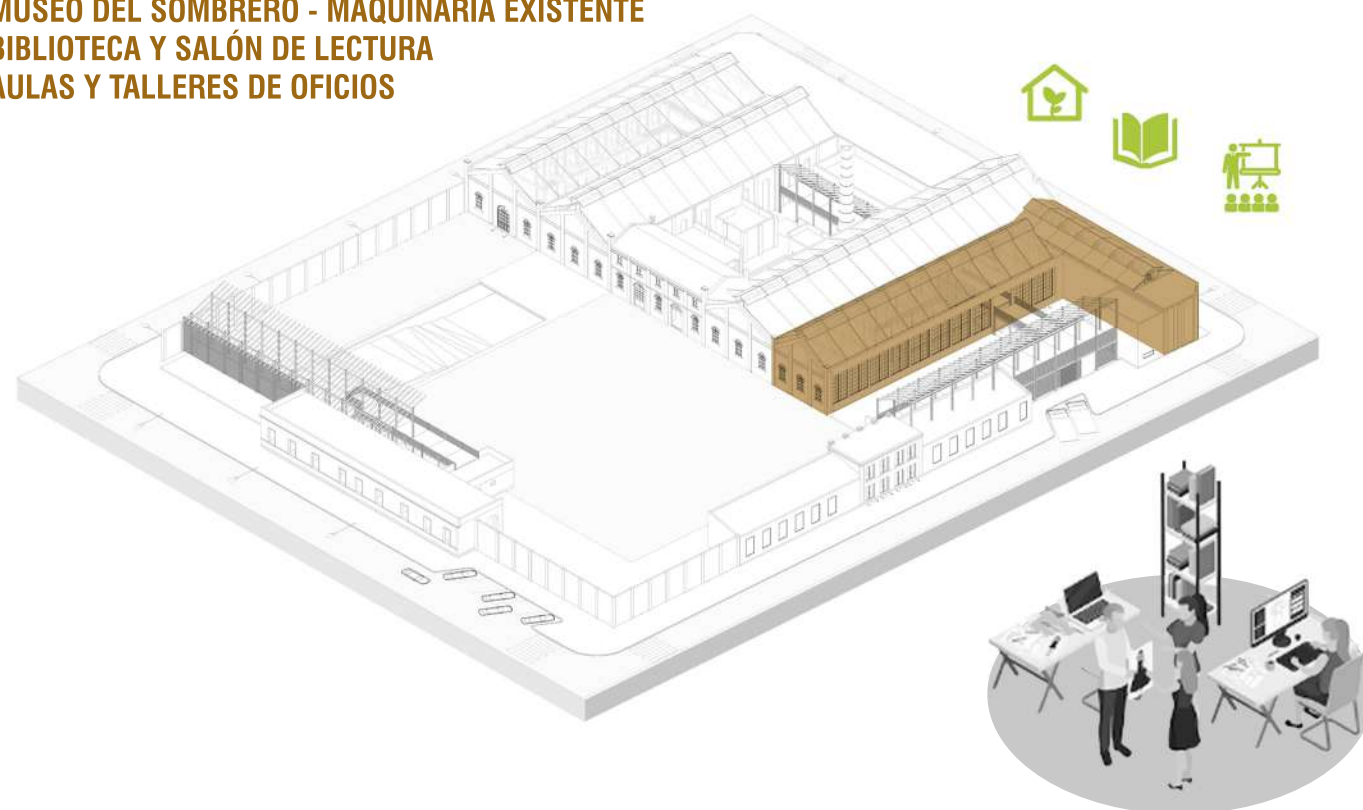 MUSEO DEL SOMBRERO - MAQUINARIA EXISTENTE
BIBLIOTECA Y SALÓN DE LECTURA
AULAS Y TALLERES DE OFICIOS